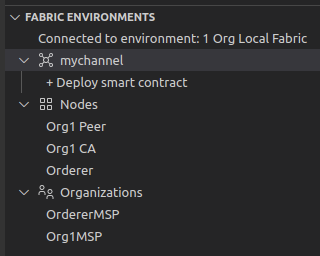 FABRIC ENVIRONMENTS
Connected to environment: 1 Org Local Fabric
mychannel
+ Deploy smart contract
Nodes
Org1 Peer
Org1 CA
Orderer
Organizations
OrdererMSP
Org1MSP